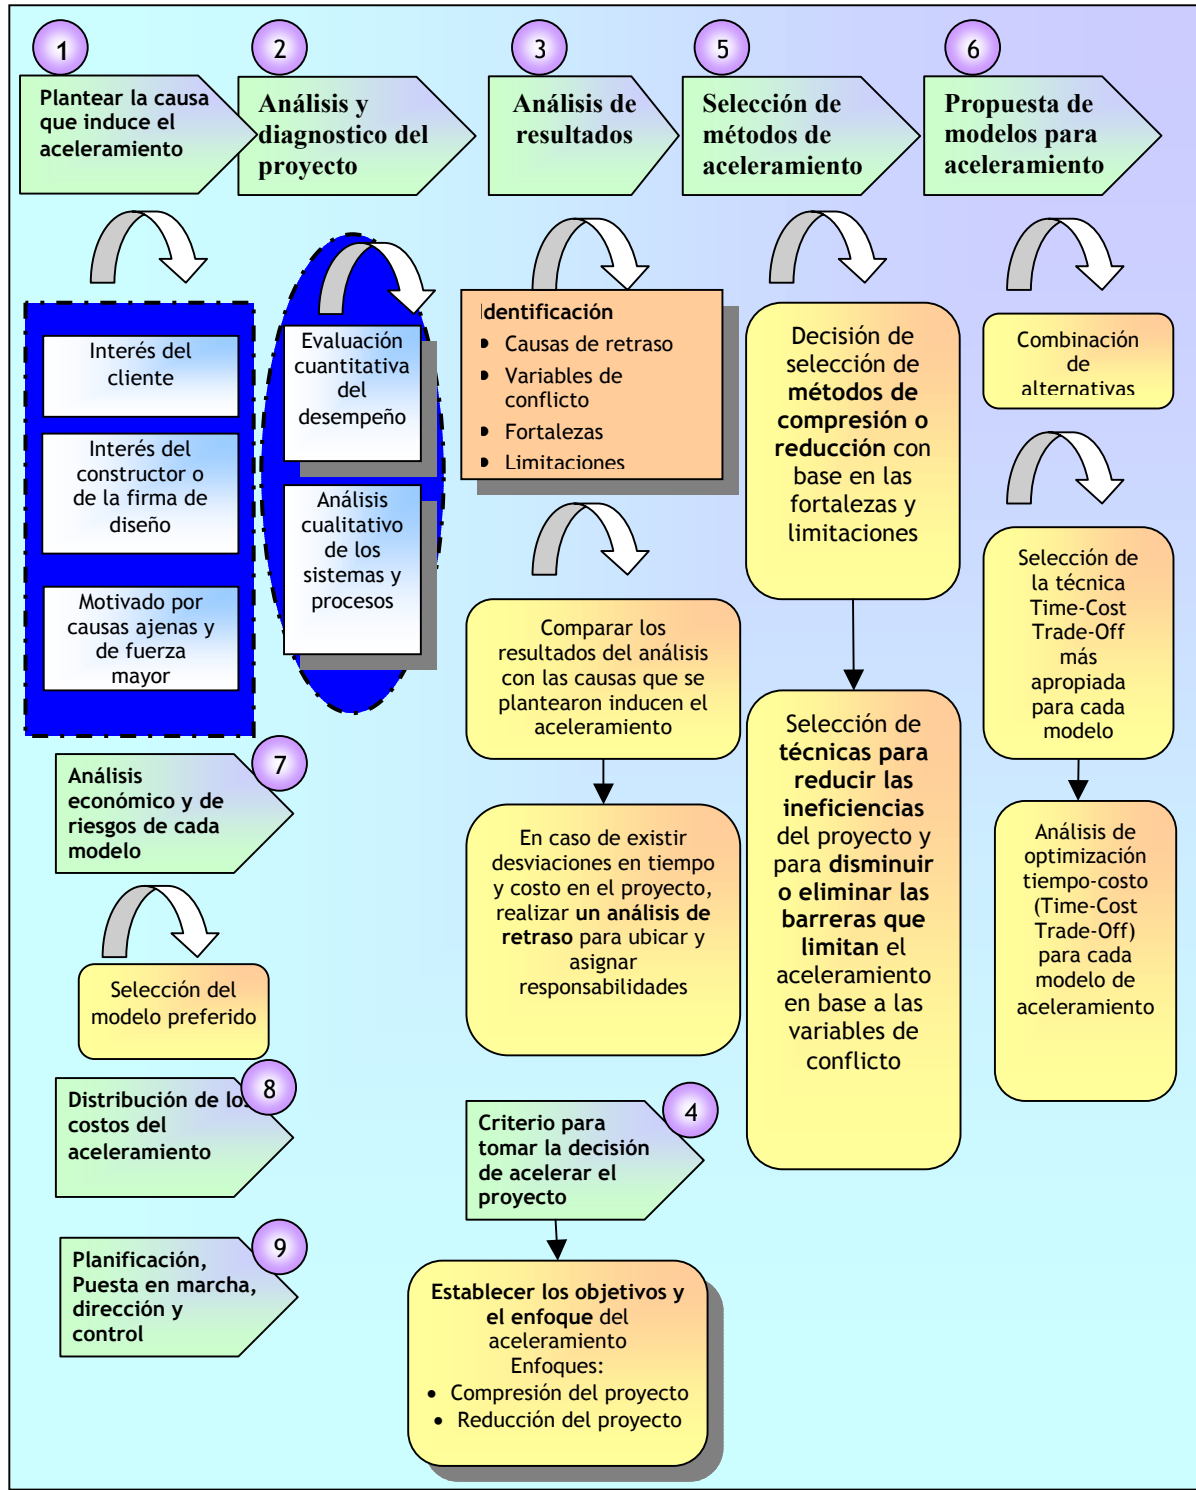 1
Plantear la causa
que induce el
aceleramiento
Interés del
cliente
Interés del
constructor o
de la firma de
diseño
Motivado por
causas ajenas y
de fuerza
mayor
2
Análisis y
diagnostico del
proyecto
Evaluación
cuantitativa
del
desempeño
Análisis
cualitativo
de los
sistemas y
procesos
3
Análisis de
resultados
Identificación
Causas de retraso
Variables de
conflicto
Fortalezas
Limitaciones
Comparar los
resultados del análisis
con las causas que se
plantearon inducen el
aceleramiento
En caso de existir
desviaciones en tiempo
y costo en el proyecto,
realizar un análisis de
retraso para ubicar y
asignar
responsabilidades
4
Criterio para
tomar la decisión
de acelerar el
proyecto
Establecer los objetivos y
el enfoque del
aceleramiento
Enfoques:
• Compresión del proyecto
• Reducción del proyecto
5
Selección de
métodos de
aceleramiento
Decisión de
selección de
métodos de
compresión o
reducción con
base en las
fortalezas y
limitaciones
Selección de
técnicas para
reducir las
ineficiencias
del proyecto y
para disminuir
o eliminar las
barreras que
limitan el
aceleramiento
en base a las
variables de
conflicto
6
Propuesta de
modelos para
aceleramiento
Combinación
de
alternativas
Selección de
la técnica
Time-Cost
Trade-Off
más
apropiada
para cada
modelo
Análisis de
optimización
tiempo-costo
(Time-Cost
Trade-Off)
para cada
modelo de
aceleramiento
7
Análisis
económico y de
riesgos de cada
modelo
Selección del
modelo preferido
8
Distribución de los
costos del
aceleramiento
9
Planificación,
Puesta en marcha,
dirección y
control